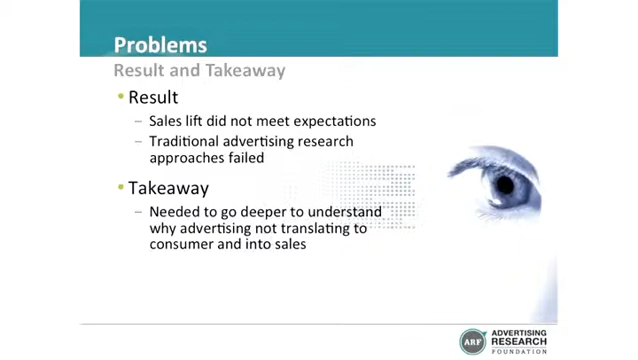 Problems
Result and Takeaway
• Result
– Sales lift did not meet expectations
– Traditional advertising research
approaches failed
• Takeaway
– Needed to go deeper to understand
why advertising not translating to
consumer and into sales
ARF
ADVERTISING
RESEARCH
FOUNDATION